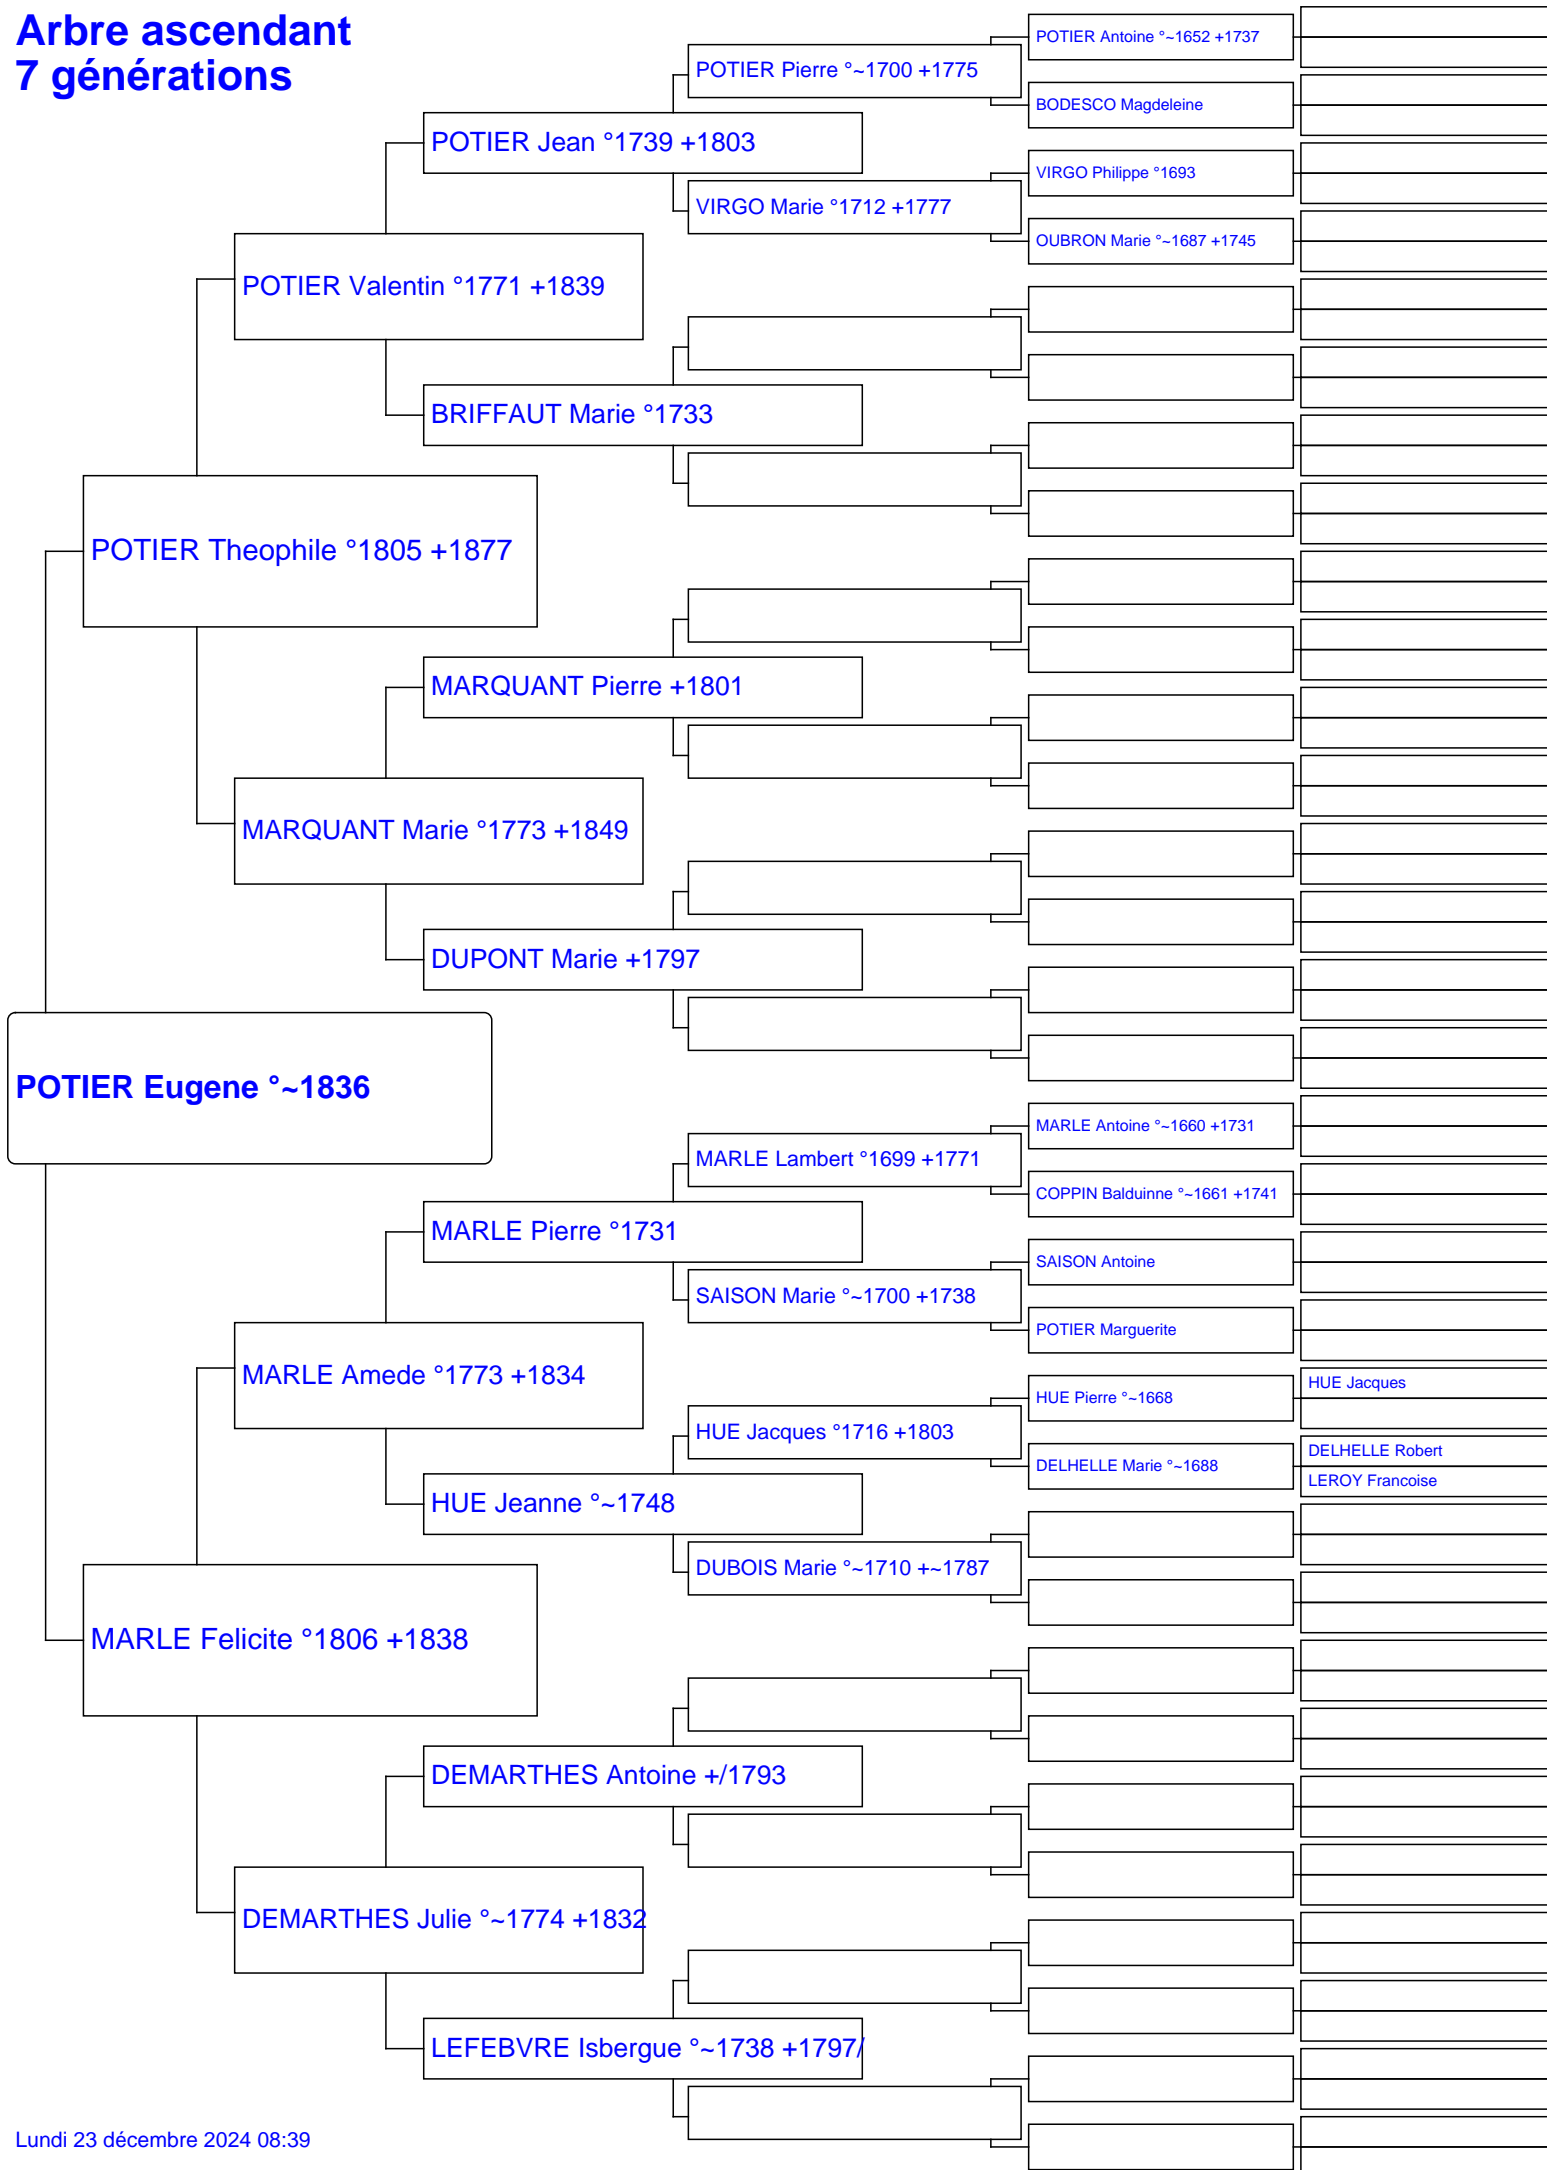 Arbre ascendant
7 générations
POTIER Antoine °~1652 +1737
POTIER Pierre °~1700 +1775
BODESCO Magdeleine
POTIER Jean °1739 +1803
VIRGO Philippe °1693
VIRGO Marie °1712 +1777
OUBRON Marie °~1687 +1745
POTIER Valentin °1771 +1839
BRIFFAUT Marie °1733
POTIER Theophile °1805 +1877
MARQUANT Pierre +1801
MARQUANT Marie °1773 +1849
DUPONT Marie +1797
POTIER Eugene °~1836
MARLE Antoine °~1660 +1731
MARLE Lambert °1699 +1771
COPPIN Balduinne °~1661 +1741
MARLE Pierre °1731
SAISON Antoine
SAISON Marie °~1700 +1738
POTIER Marguerite
MARLE Amede °1773 +1834
HUE Jacques
HUE Pierre °~1668
HUE Jacques °1716 +1803
DELHELLE Robert
DELHELLE Marie °~1688
LEROY Francoise
HUE Jeanne °~1748
DUBOIS Marie °~1710 +~1787
MARLE Felicite °1806 +1838
DEMARTHES Antoine +/1793
DEMARTHES Julie °~1774 +1832
LEFEBVRE Isbergue °~1738 +1797/
Lundi 23 décembre 2024 08:39